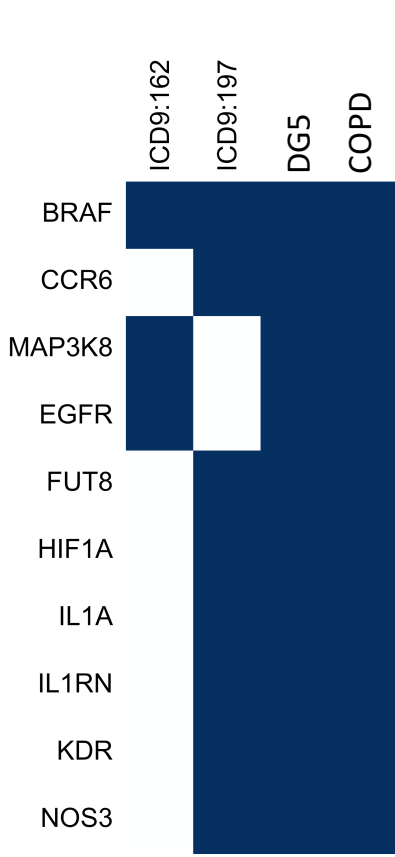 ICD9:162
ICD9:197
DG5
COPD
BRAF
CCR6
MAP3K8
EGFR
FUT8
HIF1A
IL1A
IL1RN
KDR
NOS3